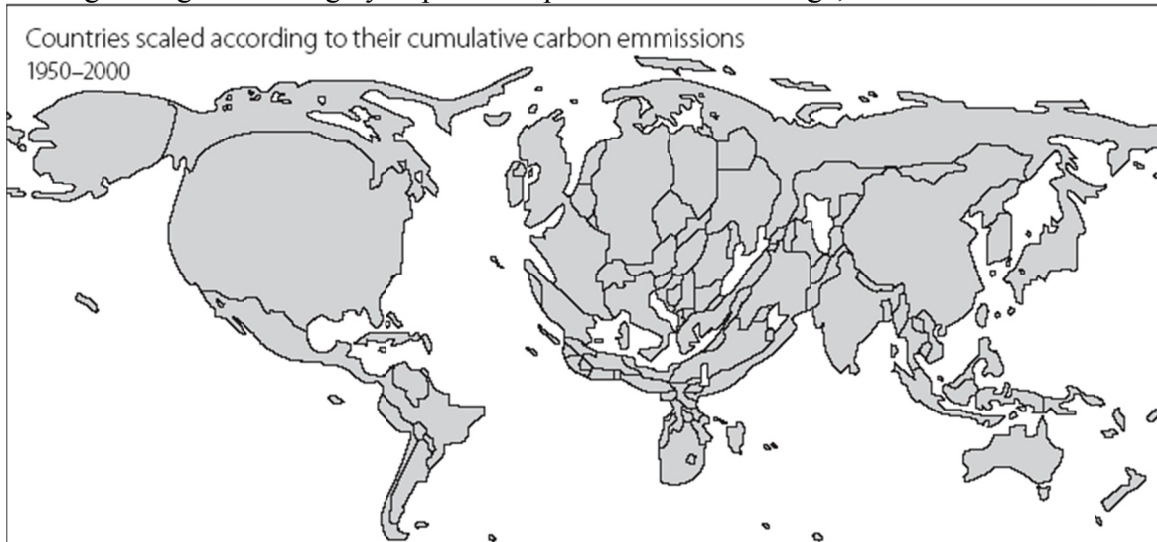 Countries scaled according to their cumulative carbon emmissions
1950–2000